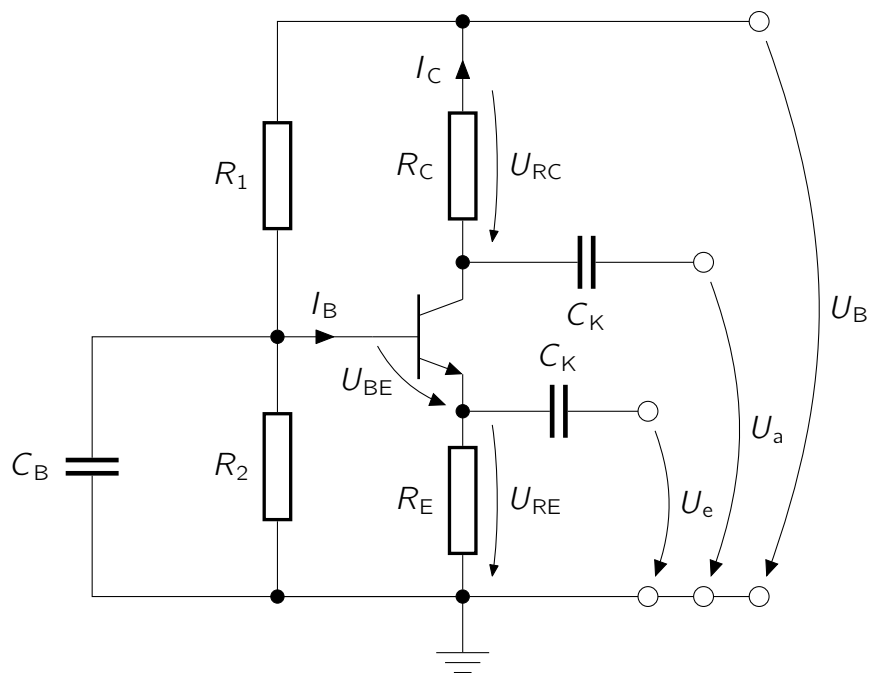 I_C
R_1
R_C
U_RC
I_B
C_K
U_B
U_BE
C_K
C_B
R_2
R_E
U_RE
U_e
U_a